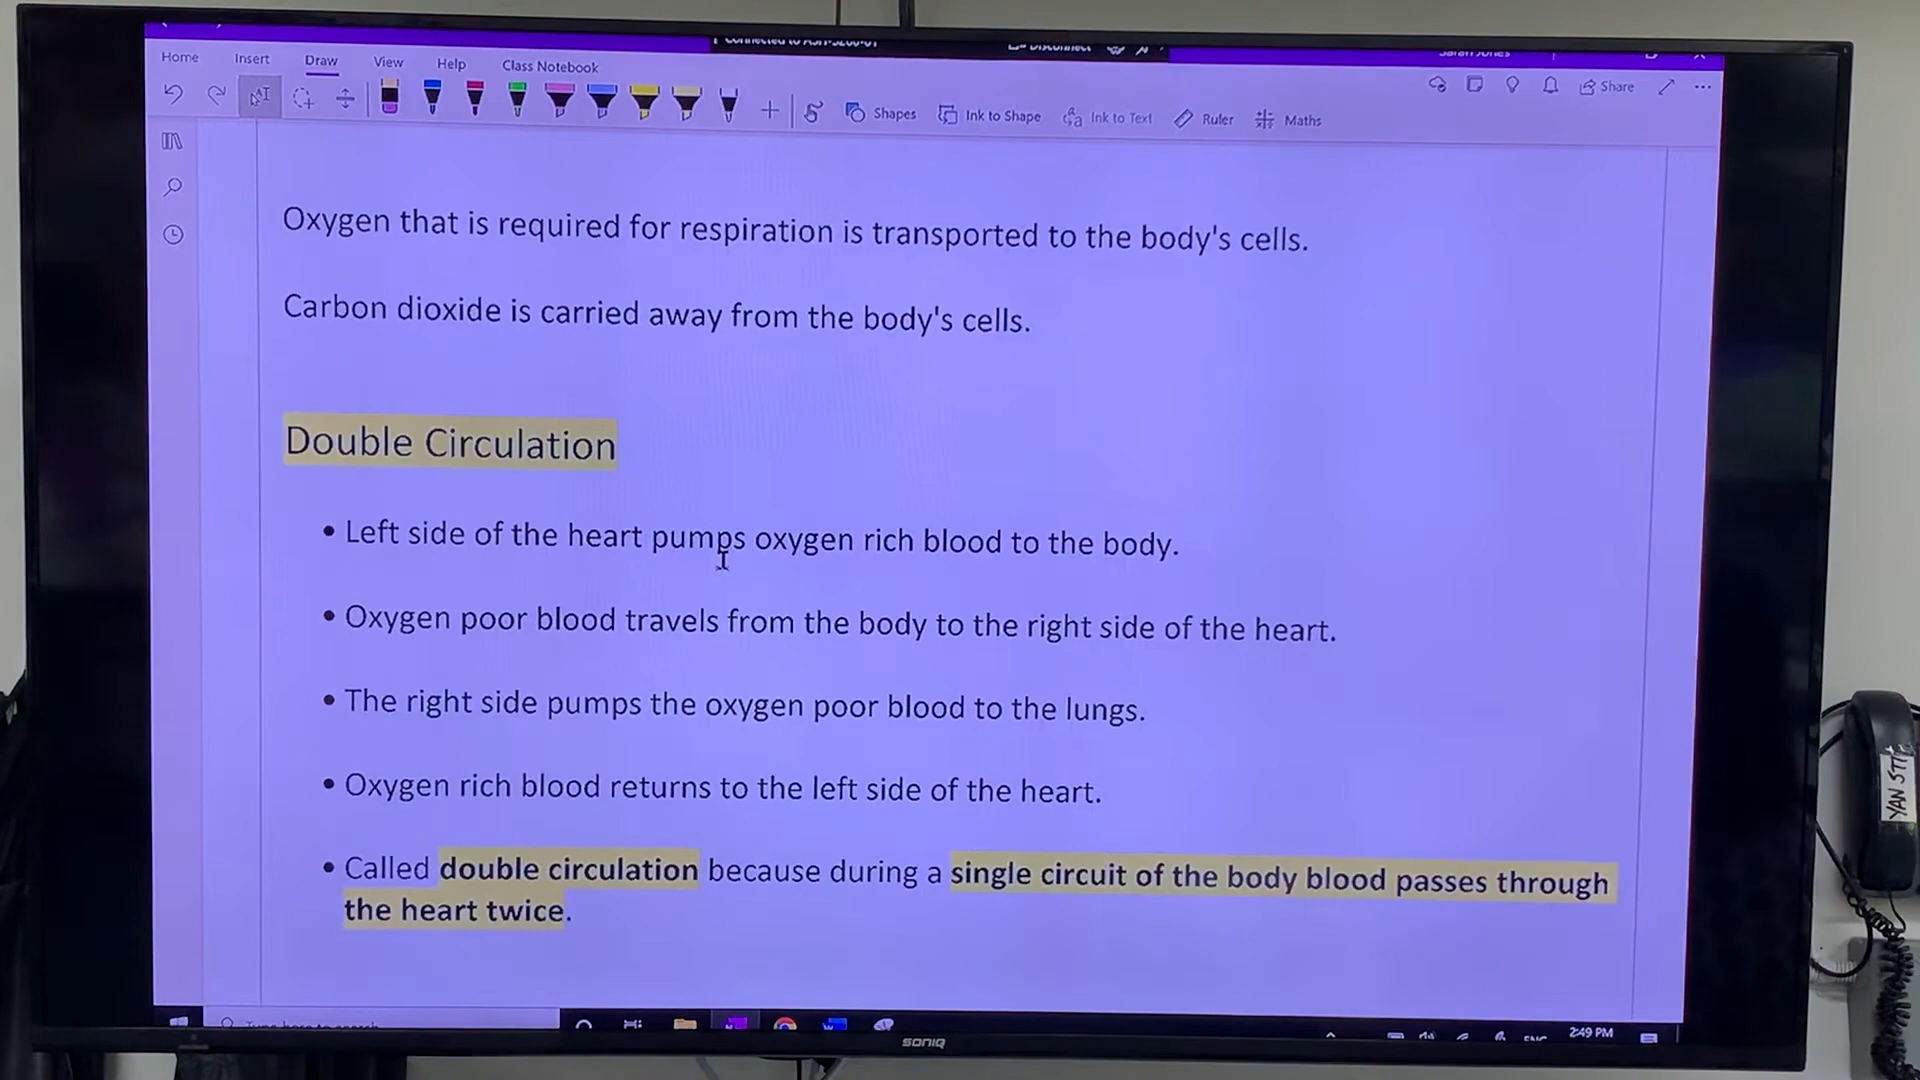 Home Insert Draw View Help Class Notebook
Share
Shapes Ink to Shape Ink to Text Ruler Maths
Oxygen that is required for respiration is transported to the body's cells.
Carbon dioxide is carried away from the body's cells.
Double Circulation
• Left side of the heart pumps oxygen rich blood to the body.
• Oxygen poor blood travels from the body to the right side of the heart.
• The right side pumps the oxygen poor blood to the lungs.
• Oxygen rich blood returns to the left side of the heart.
• Called double circulation because during a single circuit of the body blood passes through
the heart twice.
2:49 PM
SONIQ
YAN